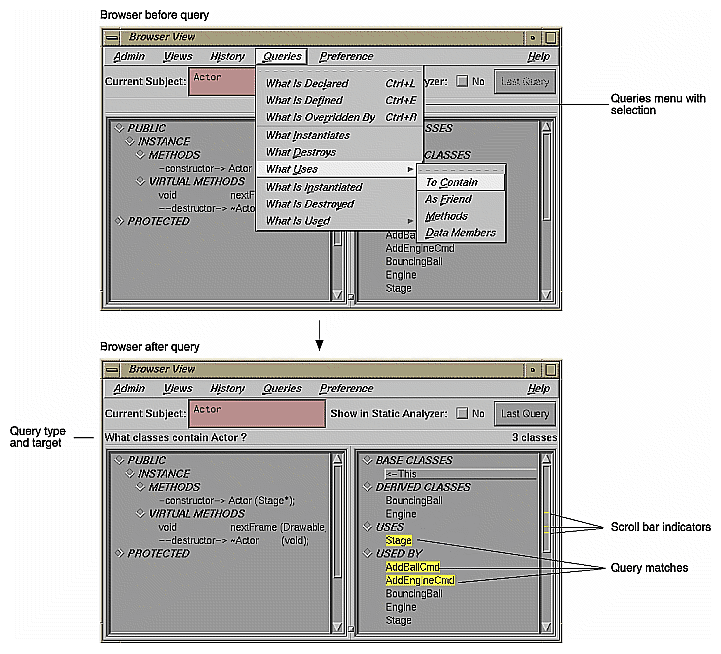 Browser before query
Browser View
Admin Views History Queries Preference Help
Current Subject: Actor yzer: No Last Query
What Is Declared Ctrl+L
What Is Defined Ctrl+E
What Is Overridden By Ctrl+R
What Instantiates
What Destroys
What Uses
What Is Instantiated
What Is Destroyed
What Is Used
To Contain
As Friend
Methods
Data Members
Queries menu with
selection
PUBLIC
INSTANCE
METHODS
-constructor-> Actor
VIRTUAL METHODS
void nextF
--destructor-> ~Acto
PROTECTED
SSES
CLASSES
AddBa
AddEngineCmd
BouncingBall
Engine
Stage
Browser after query
Browser View
Admin Views History Queries Preference Help
Current Subject: Actor Show in Static Analyzer: No Last Query
Query type
and target
What classes contain Actor ? 3 classes
PUBLIC
INSTANCE
METHODS
-constructor-> Actor (Stage*);
VIRTUAL METHODS
void nextFrame (Drawable,
--destructor-> ~Actor (void);
PROTECTED
BASE CLASSES
<=This
DERIVED CLASSES
BouncingBall
Engine
USES
Stage
USED BY
AddBallCmd
AddEngineCmd
BouncingBall
Engine
Stage
Scroll bar indicators
Query matches